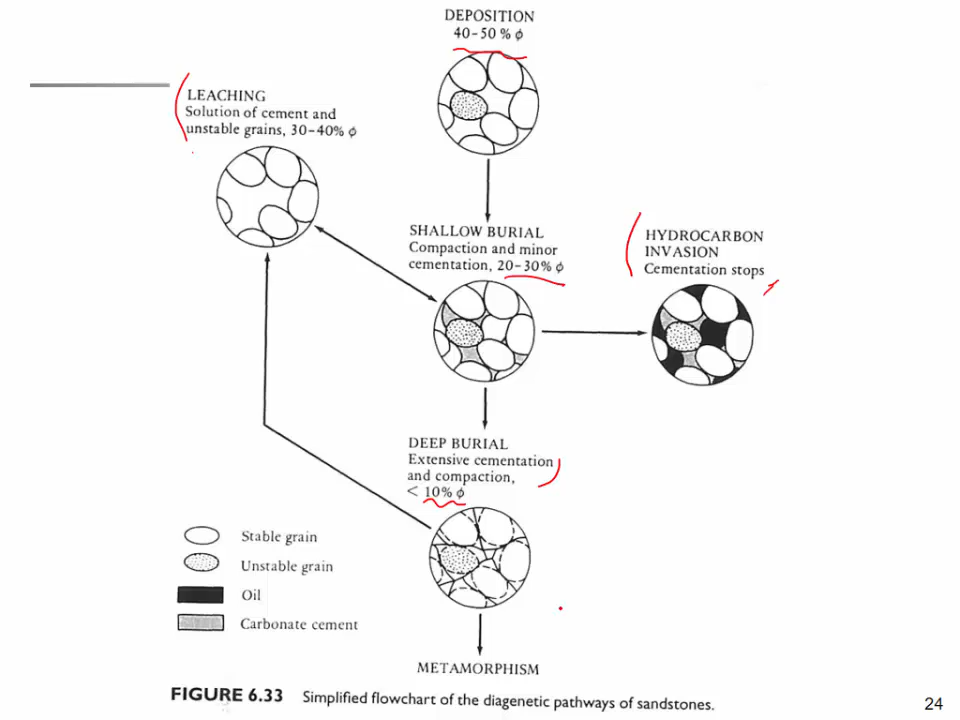 DEPOSITION
40-50% ϕ
LEACHING
Solution of cement and
unstable grains, 30-40% ϕ
SHALLOW BURIAL
Compaction and minor
cementation, 20-30% ϕ
HYDROCARBON
INVASION
Cementation stops
DEEP BURIAL
Extensive cementation
and compaction,
< 10% ϕ
Stable grain
Unstable grain
Oil
Carbonate cement
METAMORPHISM
FIGURE 6.33 Simplified flowchart of the diagenetic pathways of sandstones.
24